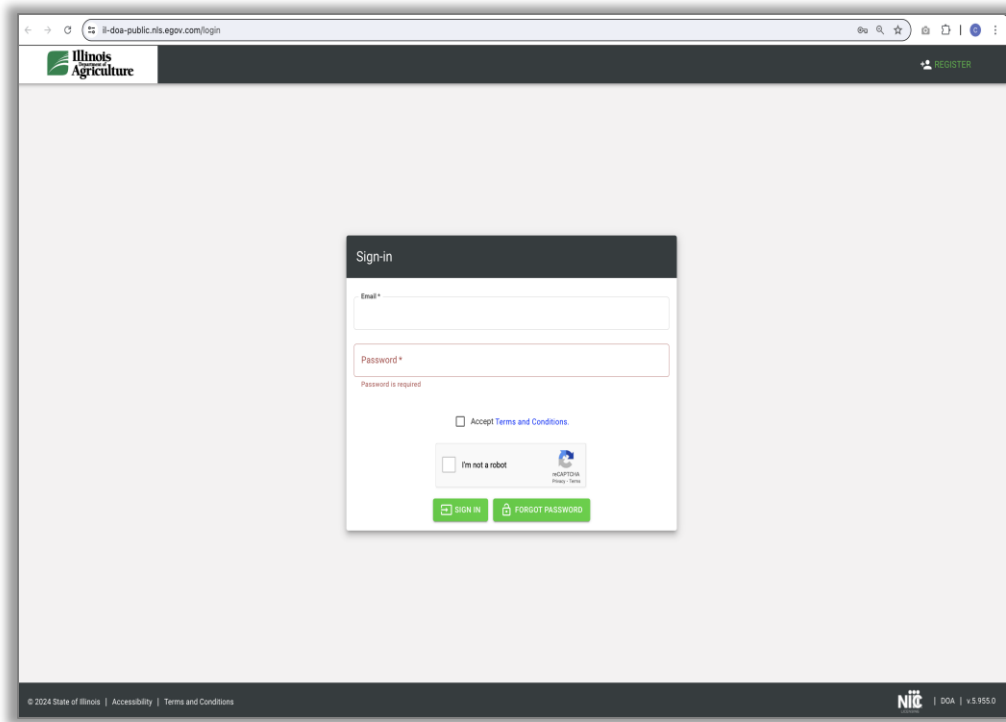 il-doa-public.nls.egov.com/login
Illinois
Department of
Agriculture
REGISTER
Sign-in
Email *
Password *
Password is required
Accept Terms and Conditions.
I'm not a robot
reCAPTCHA
Privacy - Terms
SIGN IN
FORGOT PASSWORD
© 2024 State of Illinois | Accessibility | Terms and Conditions
NIC
LICENSING
| DOA | v.5.955.0
C